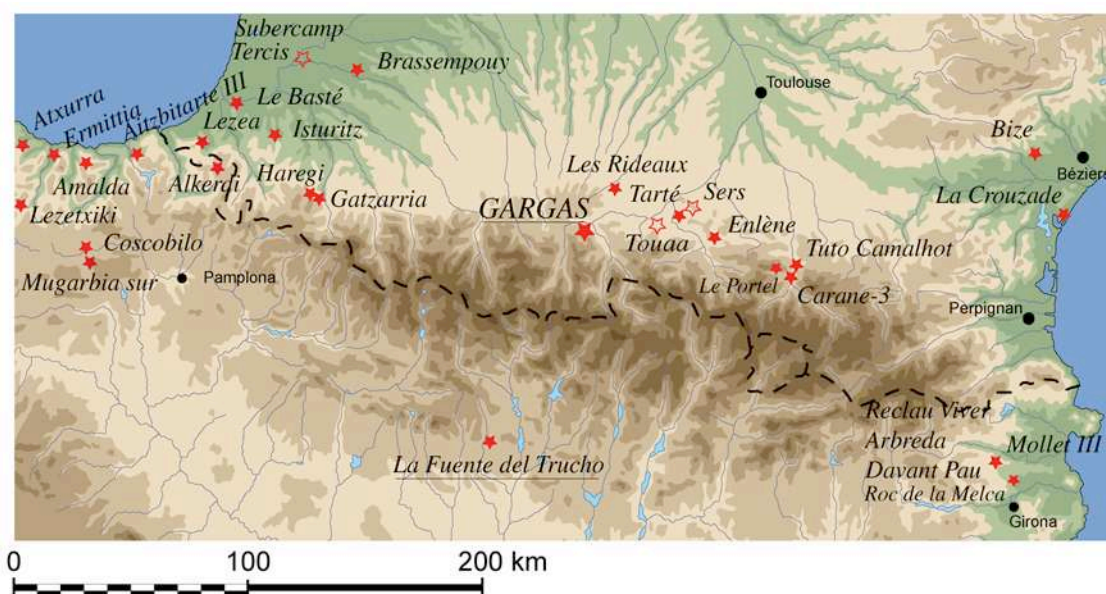 Subercamp
Tercis
Brassempouy
Toulouse
Atxurra
Ermittia
Aitzbitarte III
Le Basté
Lezea
Isturitz
Bize
Béziers
Amalda
Alkerdi
Haregi
Gatzarria
Les Rideaux
Tarté
Sers
La Crouzade
Lezetxiki
GARGAS
Touaa
Enlène
Coscobilo
Tuto Camalhot
Mugarbia sur
Pamplona
Le Portel
Carane-3
Perpignan
Reclau Viver
Arbreda
Mollet III
La Fuente del Trucho
Davant Pau
Roc de la Melca
Girona
0 100 200 km